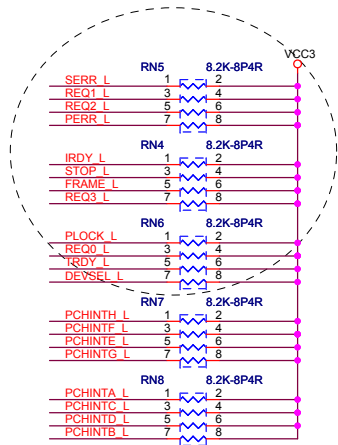 VCC3
RN5 8.2K-8P4R
SERR_L 1 2
REQ1_L 3 4
REQ2_L 5 6
PERR_L 7 8
RN4 8.2K-8P4R
IRDY_L 1 2
STOP_L 3 4
FRAME_L 5 6
REQ3_L 7 8
RN6 8.2K-8P4R
PLOCK_L 1 2
REQ0_L 3 4
TRDY_L 5 6
DEVSEL_L 7 8
RN7 8.2K-8P4R
PCHINTH_L 1 2
PCHINTF_L 3 4
PCHINTE_L 5 6
PCHINTG_L 7 8
RN8 8.2K-8P4R
PCHINTA_L 1 2
PCHINTC_L 3 4
PCHINTD_L 5 6
PCHINTB_L 7 8